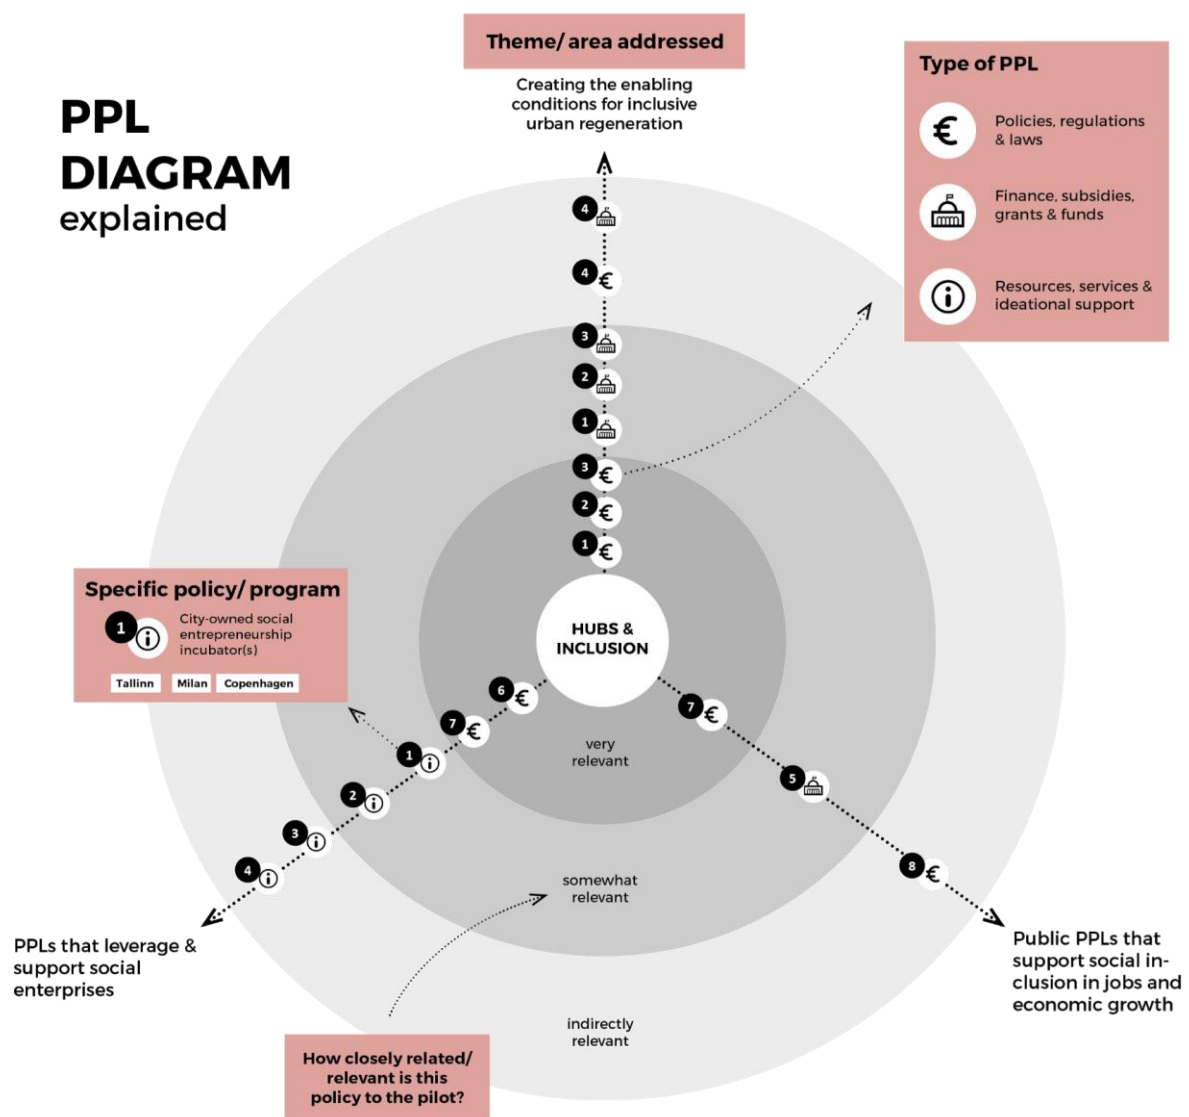 PPL
DIAGRAM
explained
Theme/ area addressed
Creating the enabling
conditions for inclusive
urban regeneration
Type of PPL
€
Policies, regulations
& laws
Finance, subsidies,
grants & funds
i
Resources, services &
ideational support
4
4
€
3
2
1
3
€
2
€
1
€
HUBS &
INCLUSION
Specific policy/ program
1
i
City-owned social
entrepreneurship
incubator(s)
Tallinn
Milan
Copenhagen
6
€
7
€
1
i
2
i
3
i
4
i
7
€
5
8
€
very
relevant
somewhat
relevant
indirectly
relevant
PPLs that leverage &
support social
enterprises
Public PPLs that
support social in-
clusion in jobs and
economic growth
How closely related/
relevant is this
policy to the pilot?